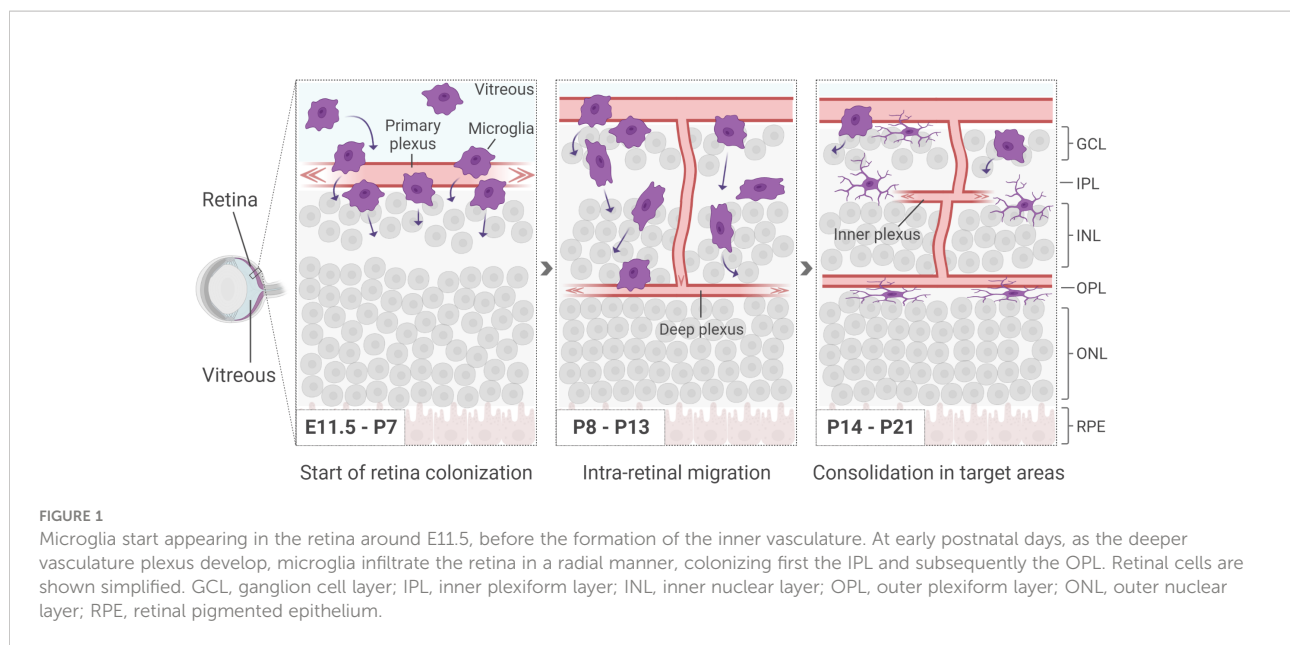 Vitreous
Primary
plexus
Microglia
Retina
Vitreous
E11.5 - P7
Start of retina colonization
Deep plexus
P8 - P13
Intra-retinal migration
Inner plexus
P14 - P21
Consolidation in target areas
GCL
IPL
INL
OPL
ONL
RPE
FIGURE 1
Microglia start appearing in the retina around E11.5, before the formation of the inner vasculature. At early postnatal days, as the deeper
vasculature plexus develop, microglia infiltrate the retina in a radial manner, colonizing first the IPL and subsequently the OPL. Retinal cells are
shown simplified. GCL, ganglion cell layer; IPL, inner plexiform layer; INL, inner nuclear layer; OPL, outer plexiform layer; ONL, outer nuclear
layer; RPE, retinal pigmented epithelium.